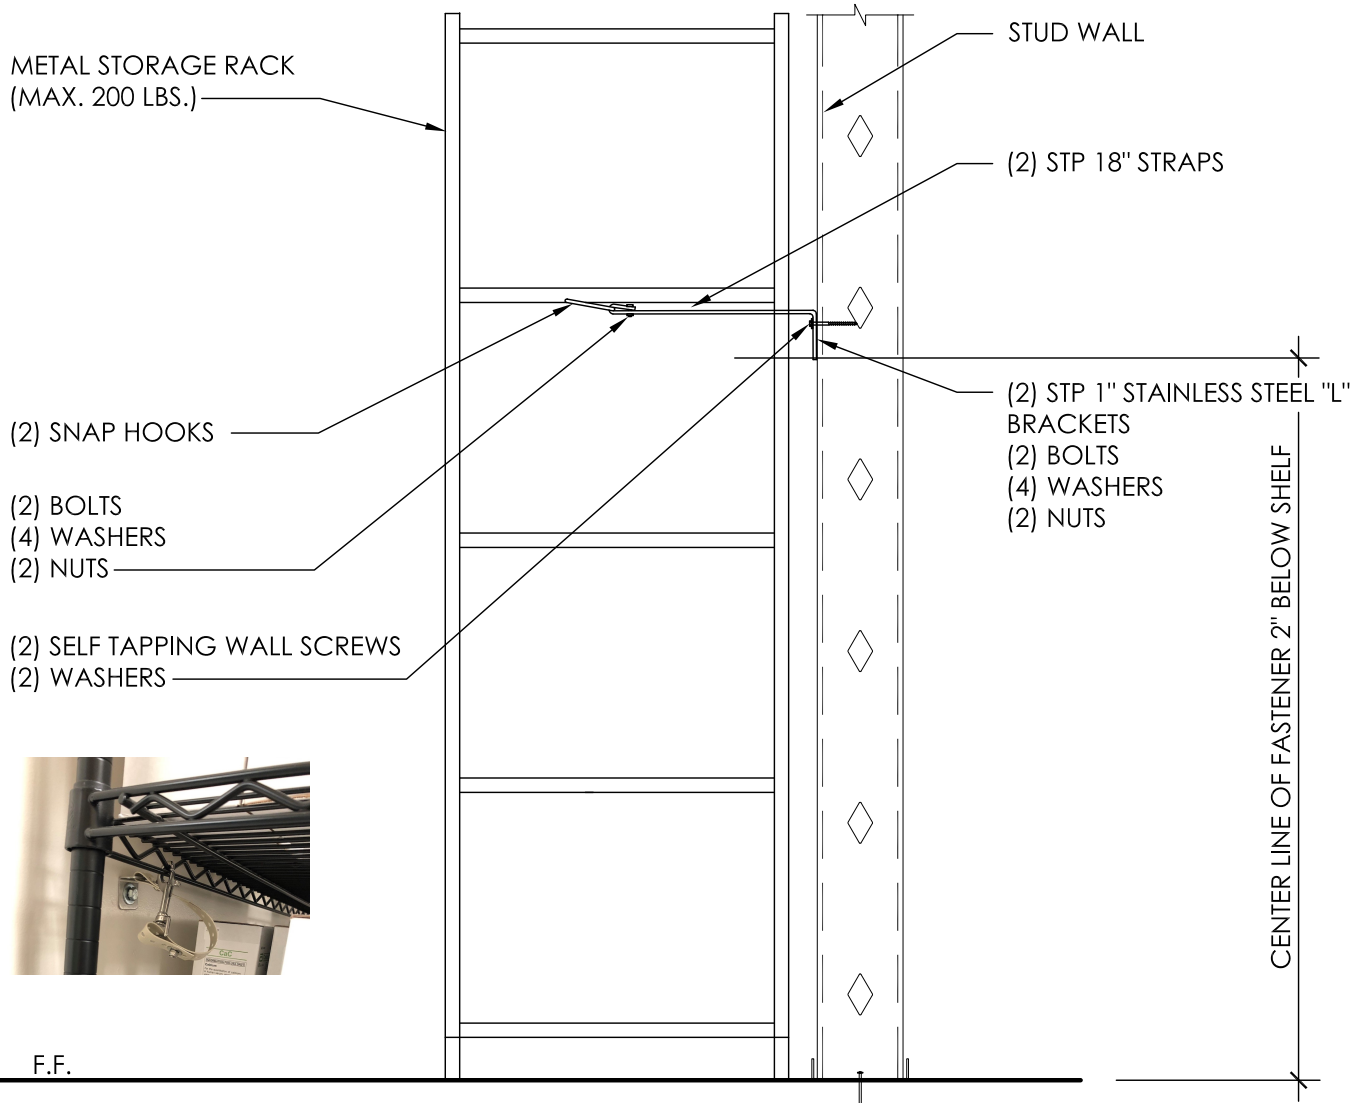 METAL STORAGE RACK
(MAX. 200 LBS.)
STUD WALL
(2) STP 18" STRAPS
(2) SNAP HOOKS
(2) BOLTS
(4) WASHERS
(2) NUTS
(2) SELF TAPPING WALL SCREWS
(2) WASHERS
(2) STP 1" STAINLESS STEEL "L"
BRACKETS
(2) BOLTS
(4) WASHERS
(2) NUTS
CENTER LINE OF FASTENER 2" BELOW SHELF
CaC
F.F.